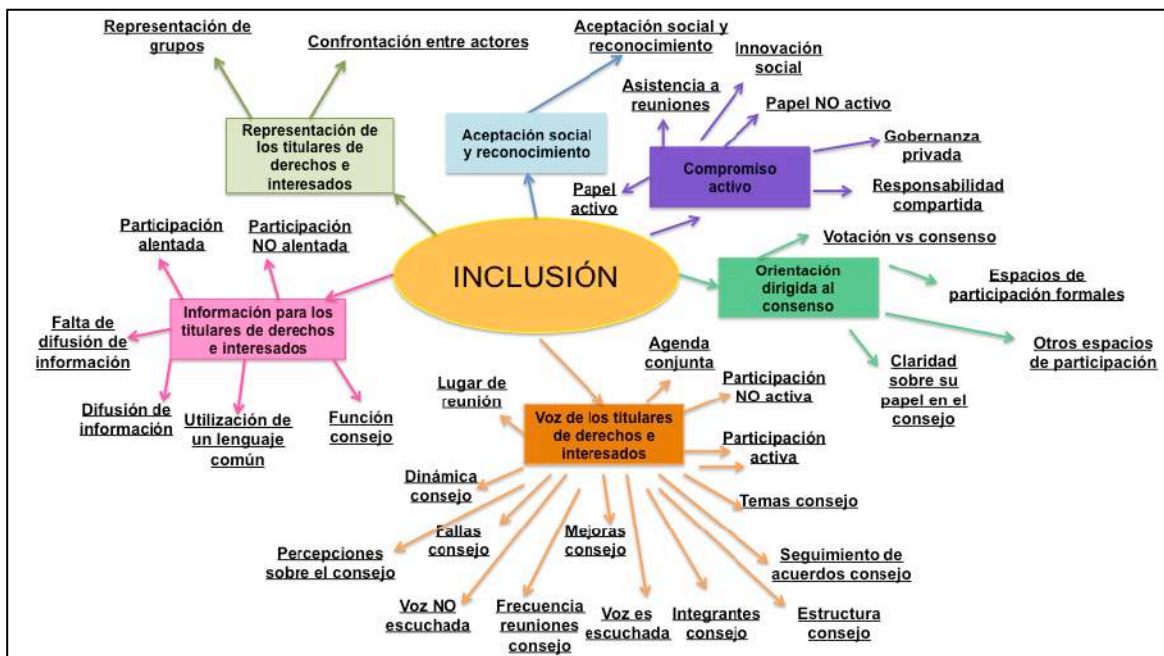 Representación de
grupos
Confrontación entre actores
Aceptación social y
reconocimiento
Innovación
social
Asistencia a
reuniones
Papel NO activo
Gobernanza
privada
Responsabilidad
compartida
Papel
activo
Representación de
los titulares de
derechos e
interesados
Aceptación social
y reconocimiento
Compromiso
activo
Participación
alentada
Participación
NO alentada
INCLUSIÓN
Votación vs consenso
Orientación
dirigida al
consenso
Espacios de
participación formales
Otros espacios
de participación
Claridad
sobre su
papel en el
consejo
Información para los
titulares de derechos
e interesados
Falta de
difusión de
información
Difusión de
información
Utilización de
un lenguaje
común
Función
consejo
Lugar de
reunión
Agenda
conjunta
Participación
NO activa
Voz de los titulares
de derechos e
interesados
Participación
activa
Dinámica
consejo
Temas consejo
Fallas
consejo
Mejoras
consejo
Percepciones
sobre el consejo
Seguimiento de
acuerdos consejo
Voz NO
escuchada
Frecuencia
reuniones
consejo
Voz es
escuchada
Integrantes
consejo
Estructura
consejo